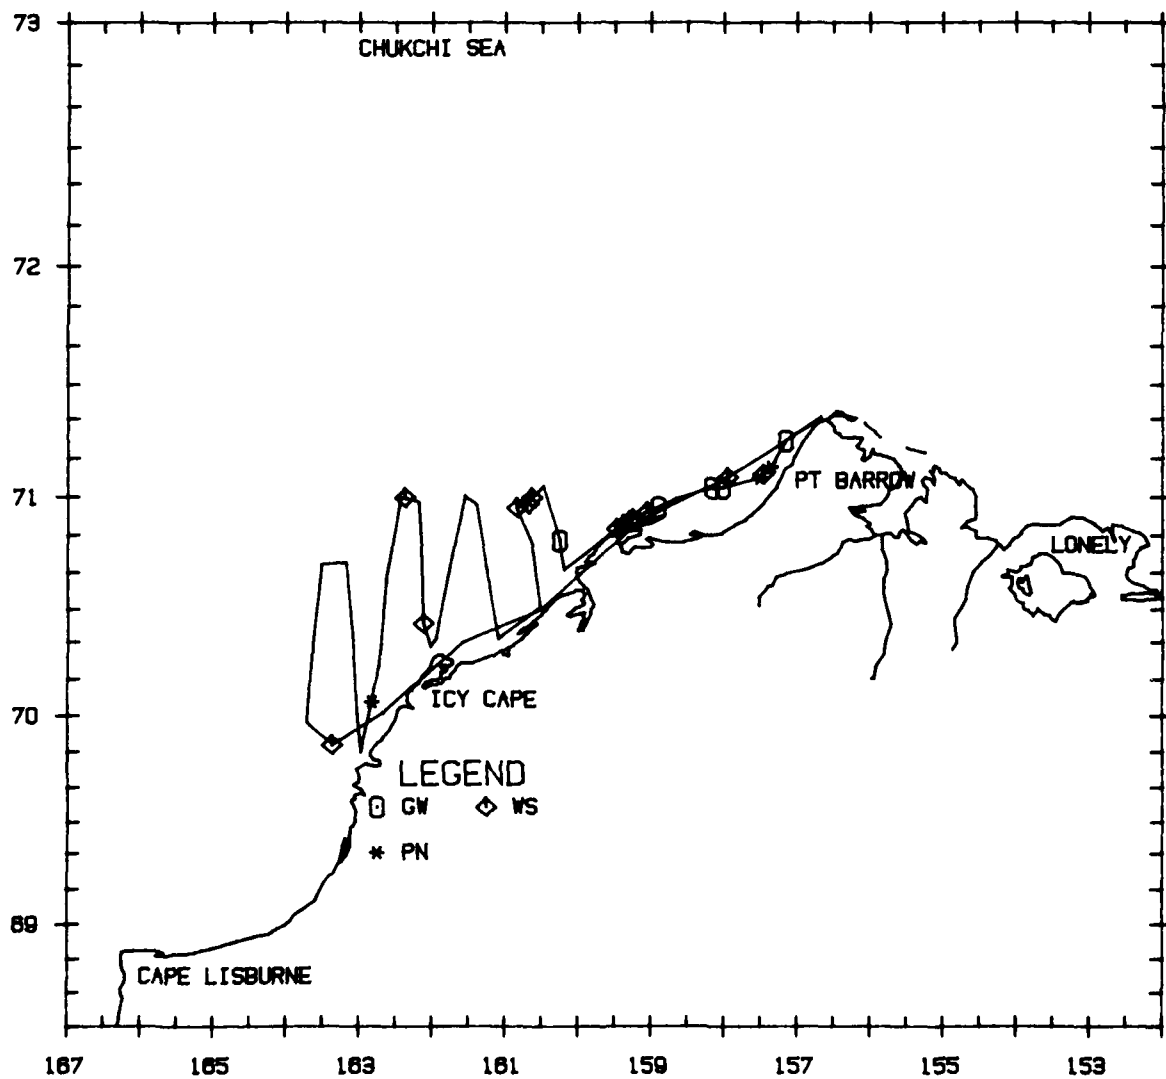 73
CHUKCHI SEA
72
71
PT BARROW
LONELY
70
ICY CAPE
LEGEND
GW WS
PN
69
CAPE LISBURNE
167 165 163 161 159 157 155 153